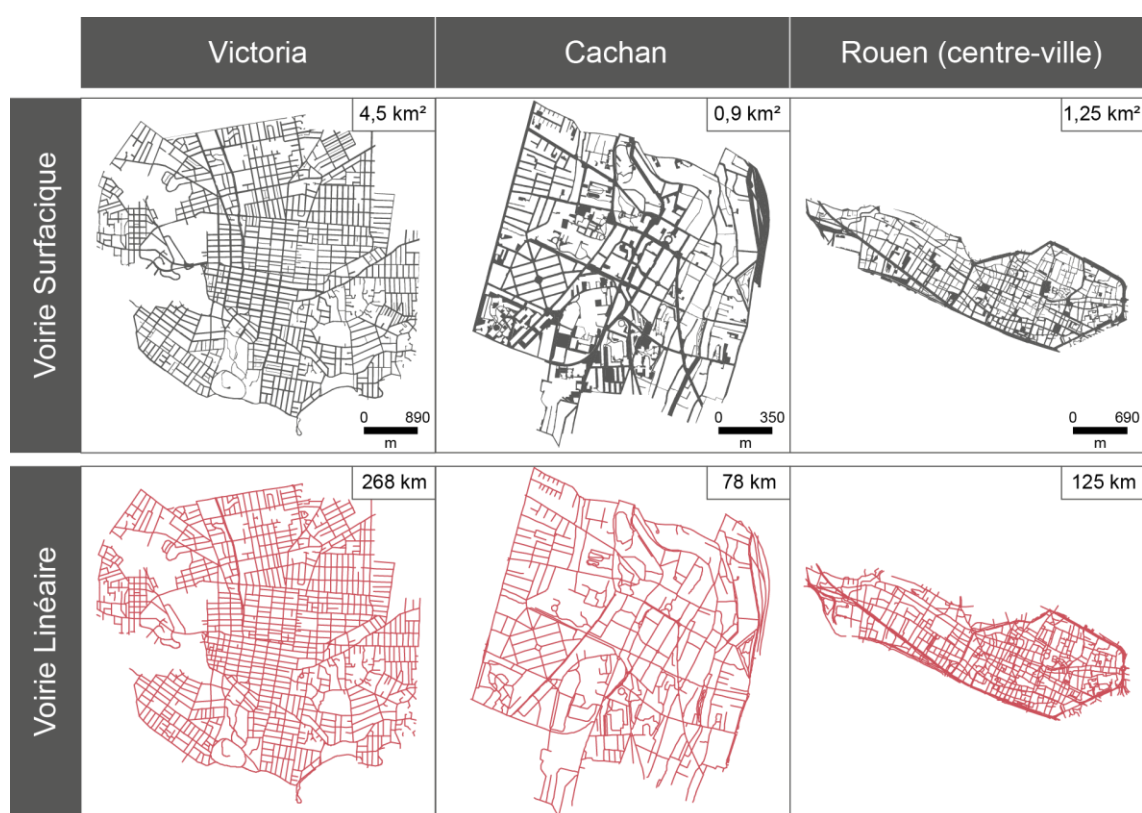 Victoria
Cachan
Rouen (centre-ville)
Voirie Surfacique
4,5 km²
0 890
m
0,9 km²
0 350
m
1,25 km²
0 690
m
Voirie Linéaire
268 km
78 km
125 km